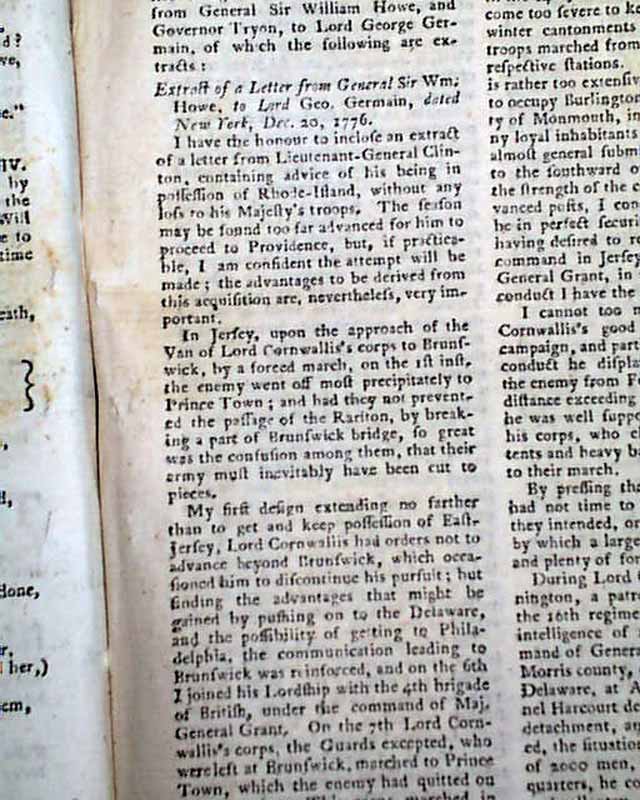 from General Sir William Howe, and
Governor Tryon, to Lord George Ger-
main, of which the following are ex-
tracts:
Extract of a Letter from General Sir Wm.
Howe, to Lord Geo. Germain, dated
New York, Dec. 20, 1776.
I have the honour to inclose an extract
of a letter from Lieutenant-General Clin-
ton, containing advice of his being in
poſſeſſion of Rhode-Iſland, without any
loſs to his Majeſty's troops. The ſeaſon
may be found too far advanced for him to
proceed to Providence, but, if practica-
ble, I am confident the attempt will be
made; the advantages to be derived from
this acquiſition are, nevertheleſs, very im-
portant.
In Jerſey, upon the approach of the
Van of Lord Cornwallis's corps to Brunſ-
wick, by a forced march, on the 1ſt inſt.
the enemy went off moſt precipitately to
Prince Town; and had they not prevent-
ed the paſſage of the Rariton, by break-
ing a part of Brunſwick bridge, ſo great
was the confuſion among them, that their
army muſt inevitably have been cut to
pieces.
My firſt deſign extending no farther
than to get and keep poſſeſſion of Eaſt-
Jerſey, Lord Cornwallis had orders not to
advance beyond Brunſwick, which occa-
ſioned him to diſcontinue his purſuit; but
finding the advantages that might be
gained by puſhing on to the Delaware,
and the poſſibility of getting to Phila-
delphia, the communication leading to
Brunſwick was reinforced, and on the 6th
I joined his Lordſhip with the 4th brigade
of Britiſh, under the command of Maj.
General Grant. On the 7th Lord Corn-
wallis's corps, the Guards excepted, who
were left at Brunſwick, marched to Prince
Town, which the enemy had quitted on
marched in
come too ſevere to ke
winter cantonments
troops marched from
reſpective ſtations.
is rather too extenſiv
to occupy Burlington
ty of Monmouth, in
ny loyal inhabitants
almoſt general ſubm
to the ſouthward o
the ſtrength of the c
vanced poſts, I con
be in perfect ſecuri
having deſired to r
command in Jerſey
General Grant, in
conduct I have the
I cannot too m
Cornwallis's good
campaign, and part
conduct he diſpla
the enemy from F
diſtance exceeding
he was well ſuppo
his corps, who ch
tents and heavy ba
to their march.
By preſſing tha
had not time to
they intended, or
by which a large
and plenty of for
During Lord
nington, a patro
the 16th regime
intelligence of
mand of Genera
Morris county,
Delaware, at A
nel Harcourt de
detachment, an
ed, the ſituation
of 2000 men,
quarters, he co
d?
ve,
e."
IV.
by
the
Will
e to
time
eath,
}
d,
done,
r,
her,)
em,